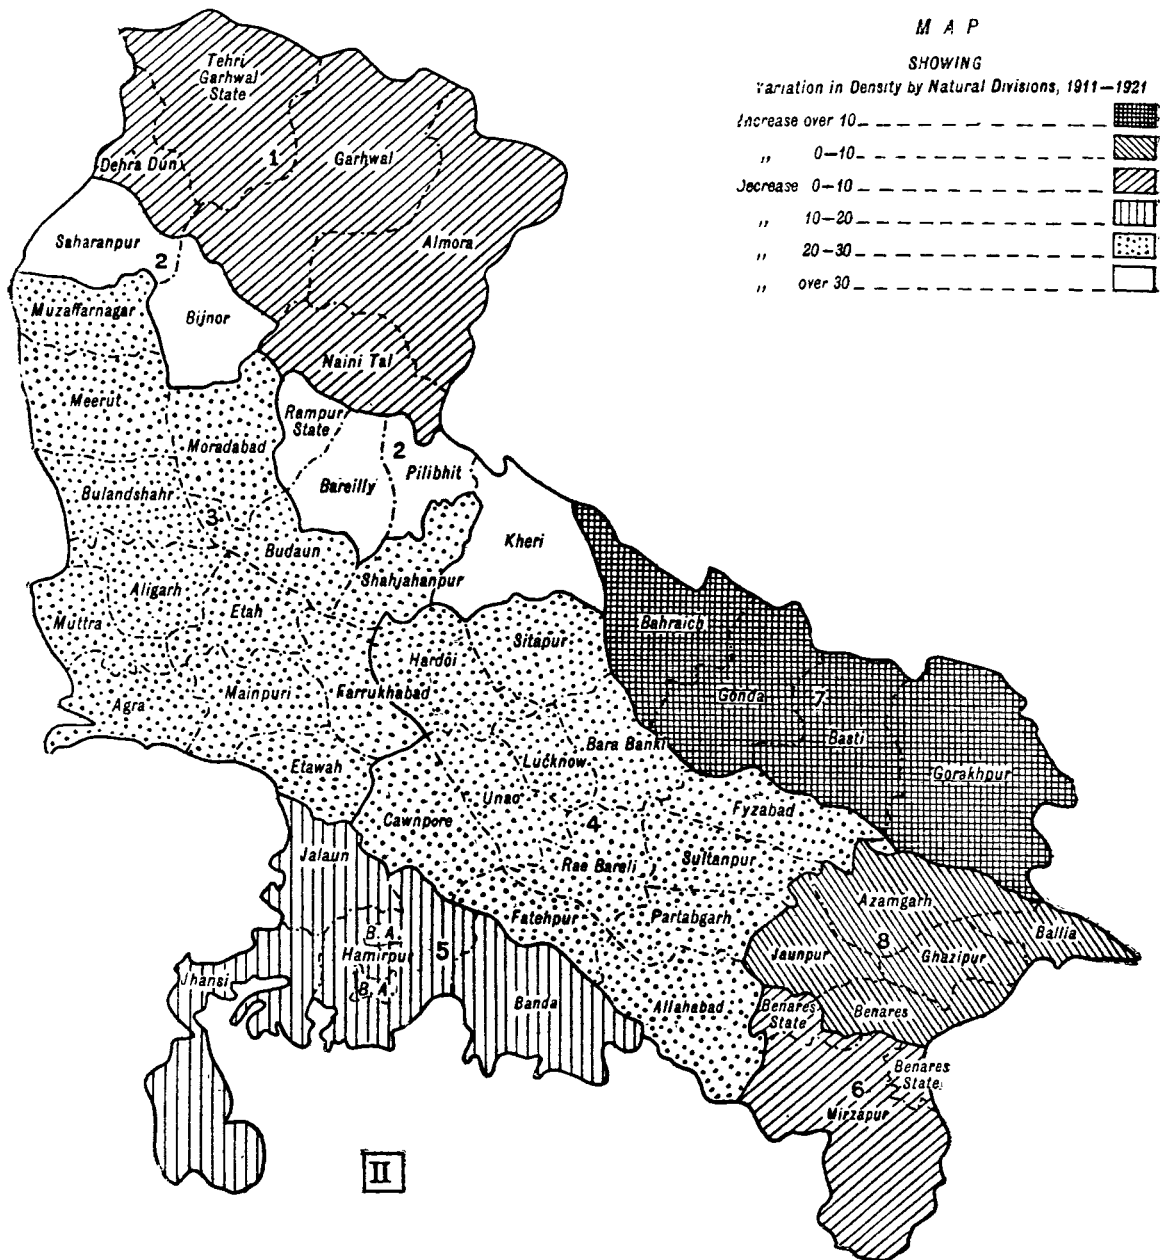 MAP
SHOWING
Variation in Density by Natural Divisions, 1911—1921
Increase over 10
,, 0—10
Decrease 0—10
,, 10—20
,, 20—30
,, over 30
Tehri
Garhwal
State
Dehra Dun
1
Garhwal
Almora
Saharanpur
2
Bijnor
Muzaffarnagar
Naini Tal
Meerut
Rampur
State
Moradabad
2
Pilibhit
Bareilly
Bulandshahr
3
Budaun
Kheri
Shahjahanpur
Aligarh
Etah
Muttra
Bahraich
Sitapur
Hardoi
Mainpuri
Farrukhabad
Gonda
7
Agra
Basti
Bara Banki
Lucknow
Etawah
Gorakhpur
Unao
Fyzabad
Cawnpore
4
Jalaun
Rae Bareli
Sultanpur
Azamgarh
Fatehpur
Partabgarh
B. A.
Hamirpur
5
B. A.
Jaunpur
8
Ghazipur
Ballia
Jhansi
Banda
Allahabad
Benares
State
Benares
Benares
State
6
Mirzapur
II